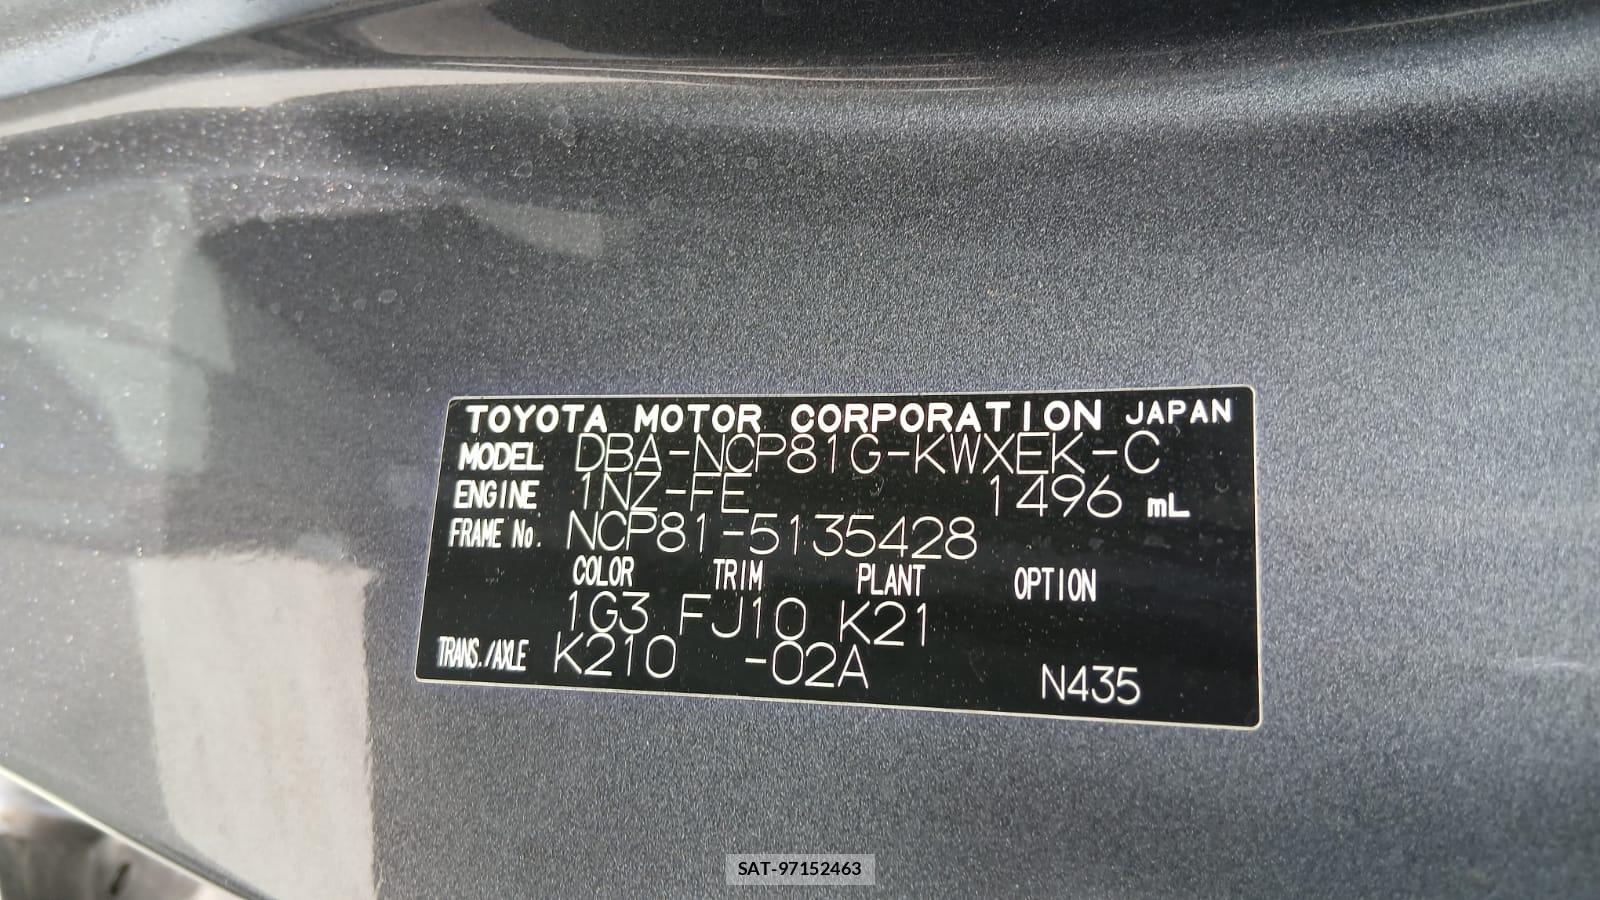 TOYOTA MOTOR CORPORATION JAPAN
MODEL DBA-NCP81G-KWXEK-C
ENGINE 1NZ-FE 1496 mL
FRAME No. NCP81-5135428
COLOR TRIM PLANT OPTION
1G3 FJ10 K21
TRANS./AXLE K210 -02A N435
SAT-97152463